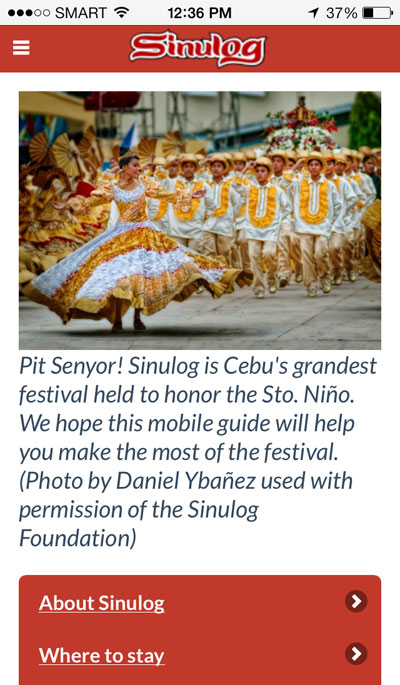 SMART 12:36 PM 37%
Sinulog
Pit Senyor! Sinulog is Cebu's grandest
festival held to honor the Sto. Niño.
We hope this mobile guide will help
you make the most of the festival.
(Photo by Daniel Ybañez used with
permission of the Sinulog
Foundation)
About Sinulog
Where to stay